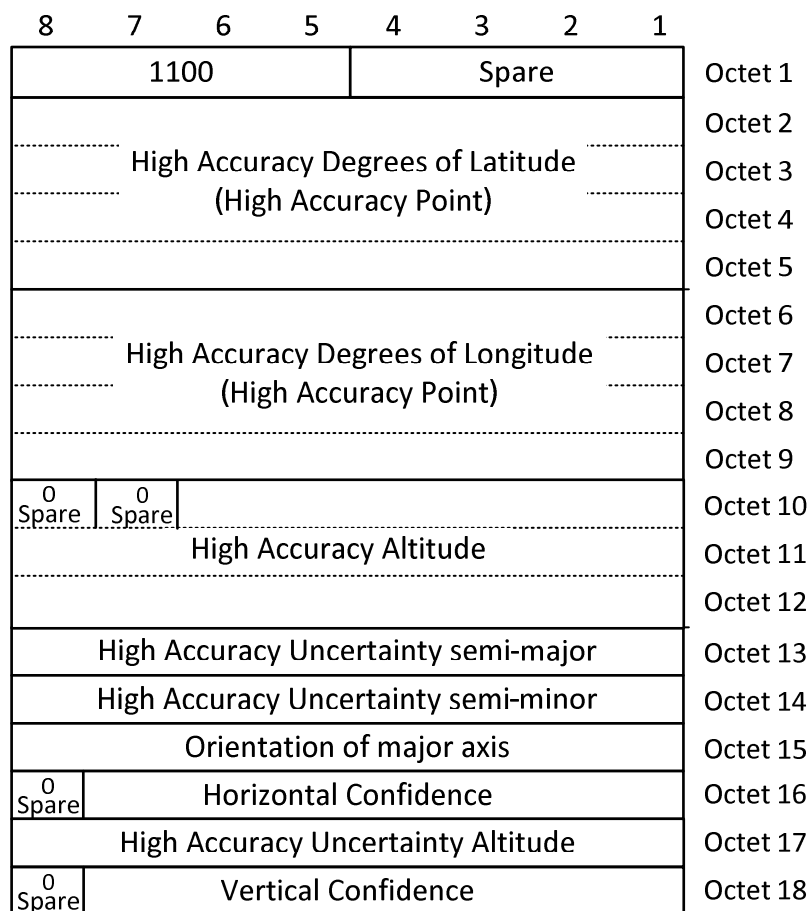 8 7 6 5 4 3 2 1
1100 Spare Octet 1
Octet 2
High Accuracy Degrees of Latitude Octet 3
(High Accuracy Point) Octet 4
Octet 5
Octet 6
High Accuracy Degrees of Longitude Octet 7
(High Accuracy Point) Octet 8
Octet 9
0 0 Octet 10
Spare Spare
High Accuracy Altitude Octet 11
Octet 12
High Accuracy Uncertainty semi-major Octet 13
High Accuracy Uncertainty semi-minor Octet 14
Orientation of major axis Octet 15
0 Horizontal Confidence Octet 16
Spare
High Accuracy Uncertainty Altitude Octet 17
0 Vertical Confidence Octet 18
Spare